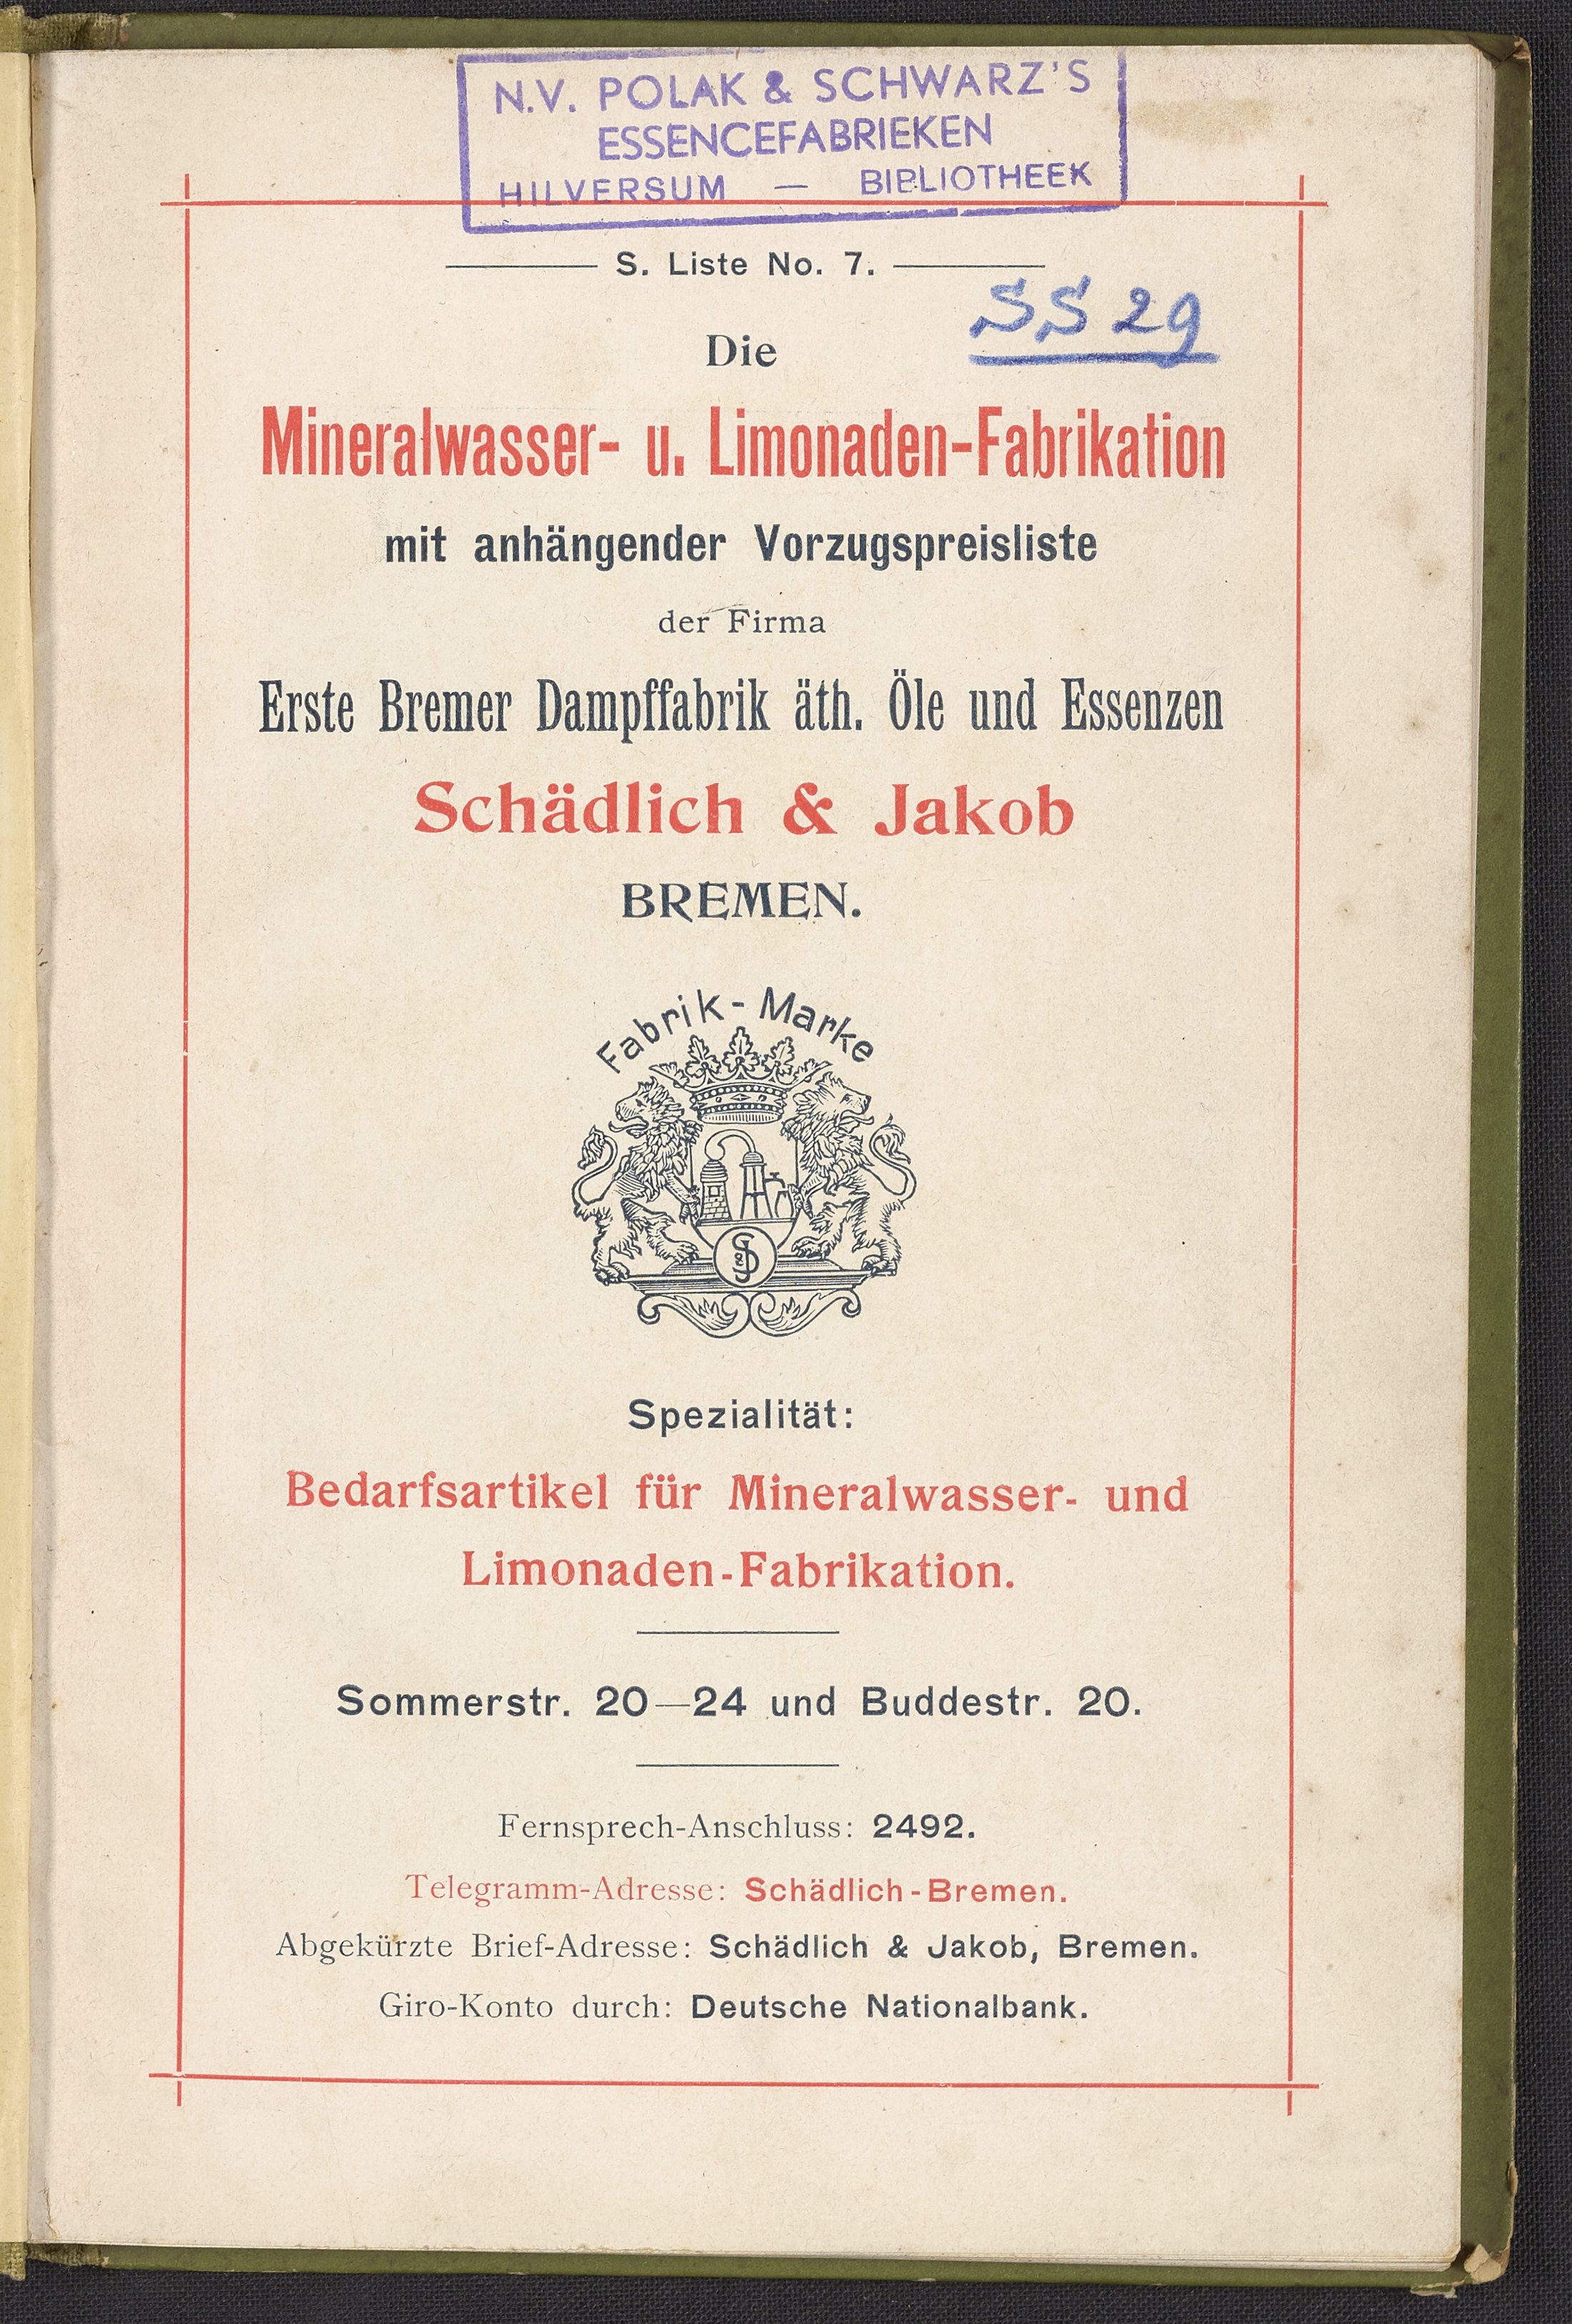 N.V. POLAK & SCHWARZ'S
ESSENCEFABRIEKEN
HILVERSUM — BIBLIOTHEEK
S. Liste No. 7.
SS 29
Die
Mineralwasser- u. Limonaden-Fabrikation
mit anhängender Vorzugspreisliste
der Firma
Erste Bremer Dampffabrik äth. Öle und Essenzen
Schädlich & Jakob
BREMEN.
Fabrik-Marke
Spezialität:
Bedarfsartikel für Mineralwasser- und
Limonaden-Fabrikation.
Sommerstr. 20—24 und Buddestr. 20.
Fernsprech-Anschluss: 2492.
Telegramm-Adresse: Schädlich-Bremen.
Abgekürzte Brief-Adresse: Schädlich & Jakob, Bremen.
Giro-Konto durch: Deutsche Nationalbank.